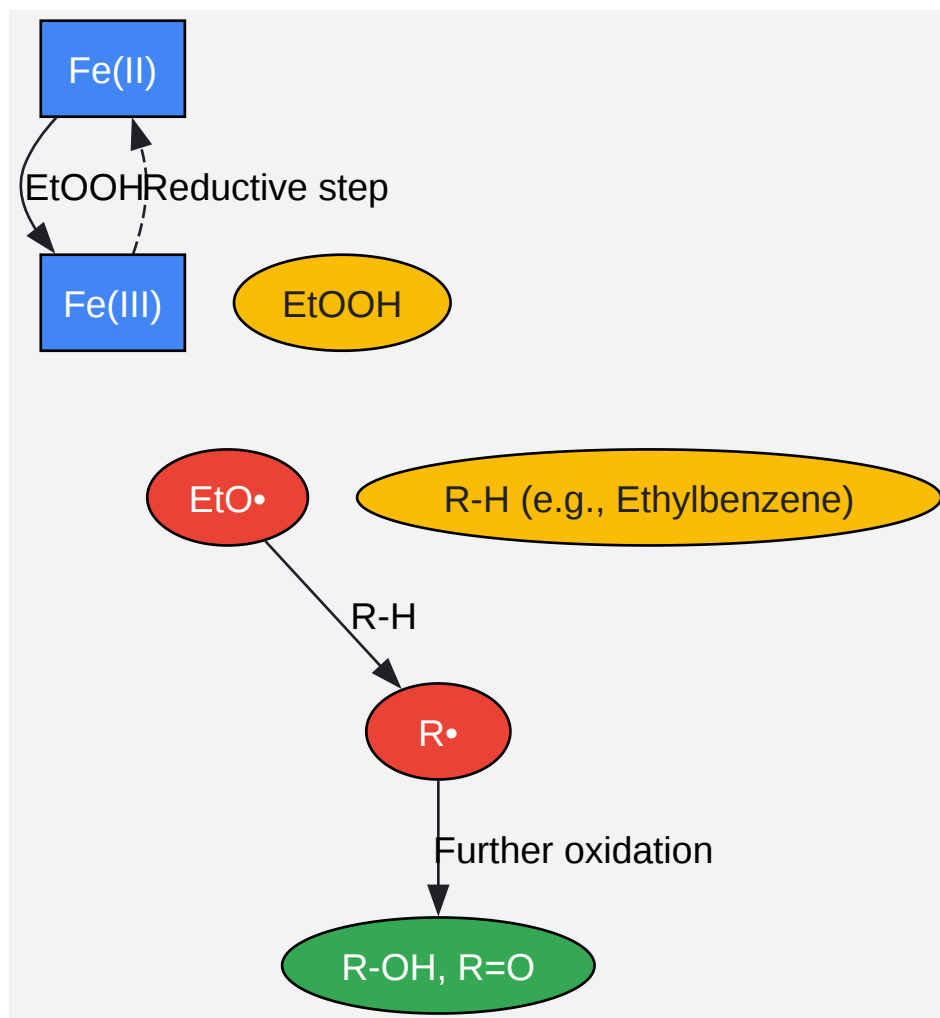 Fe(II)
EtOOH
Reductive step
Fe(III)
EtOOH
EtO•
R-H (e.g., Ethylbenzene)
R-H
R•
Further oxidation
R-OH, R=O